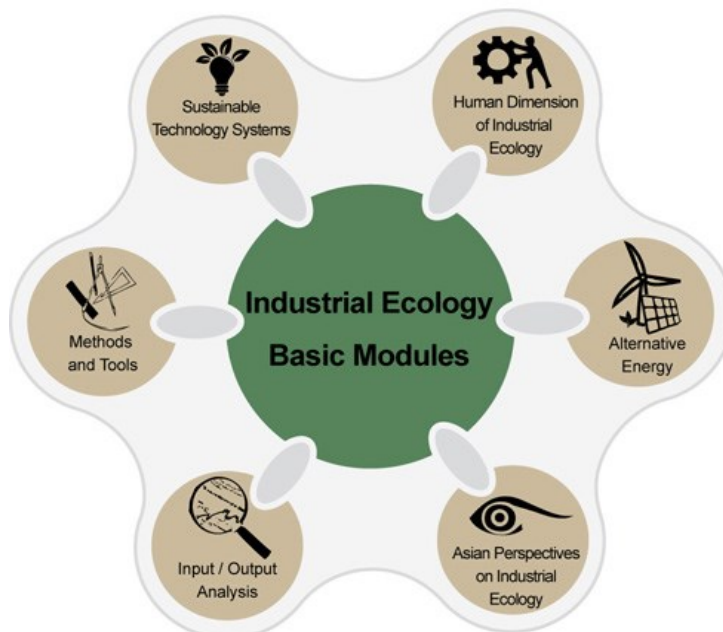 Sustainable
Technology Systems
Human Dimension
of Industrial
Ecology
Industrial Ecology
Basic Modules
Methods
and Tools
Alternative
Energy
Input / Output
Analysis
Asian Perspectives
on Industrial
Ecology